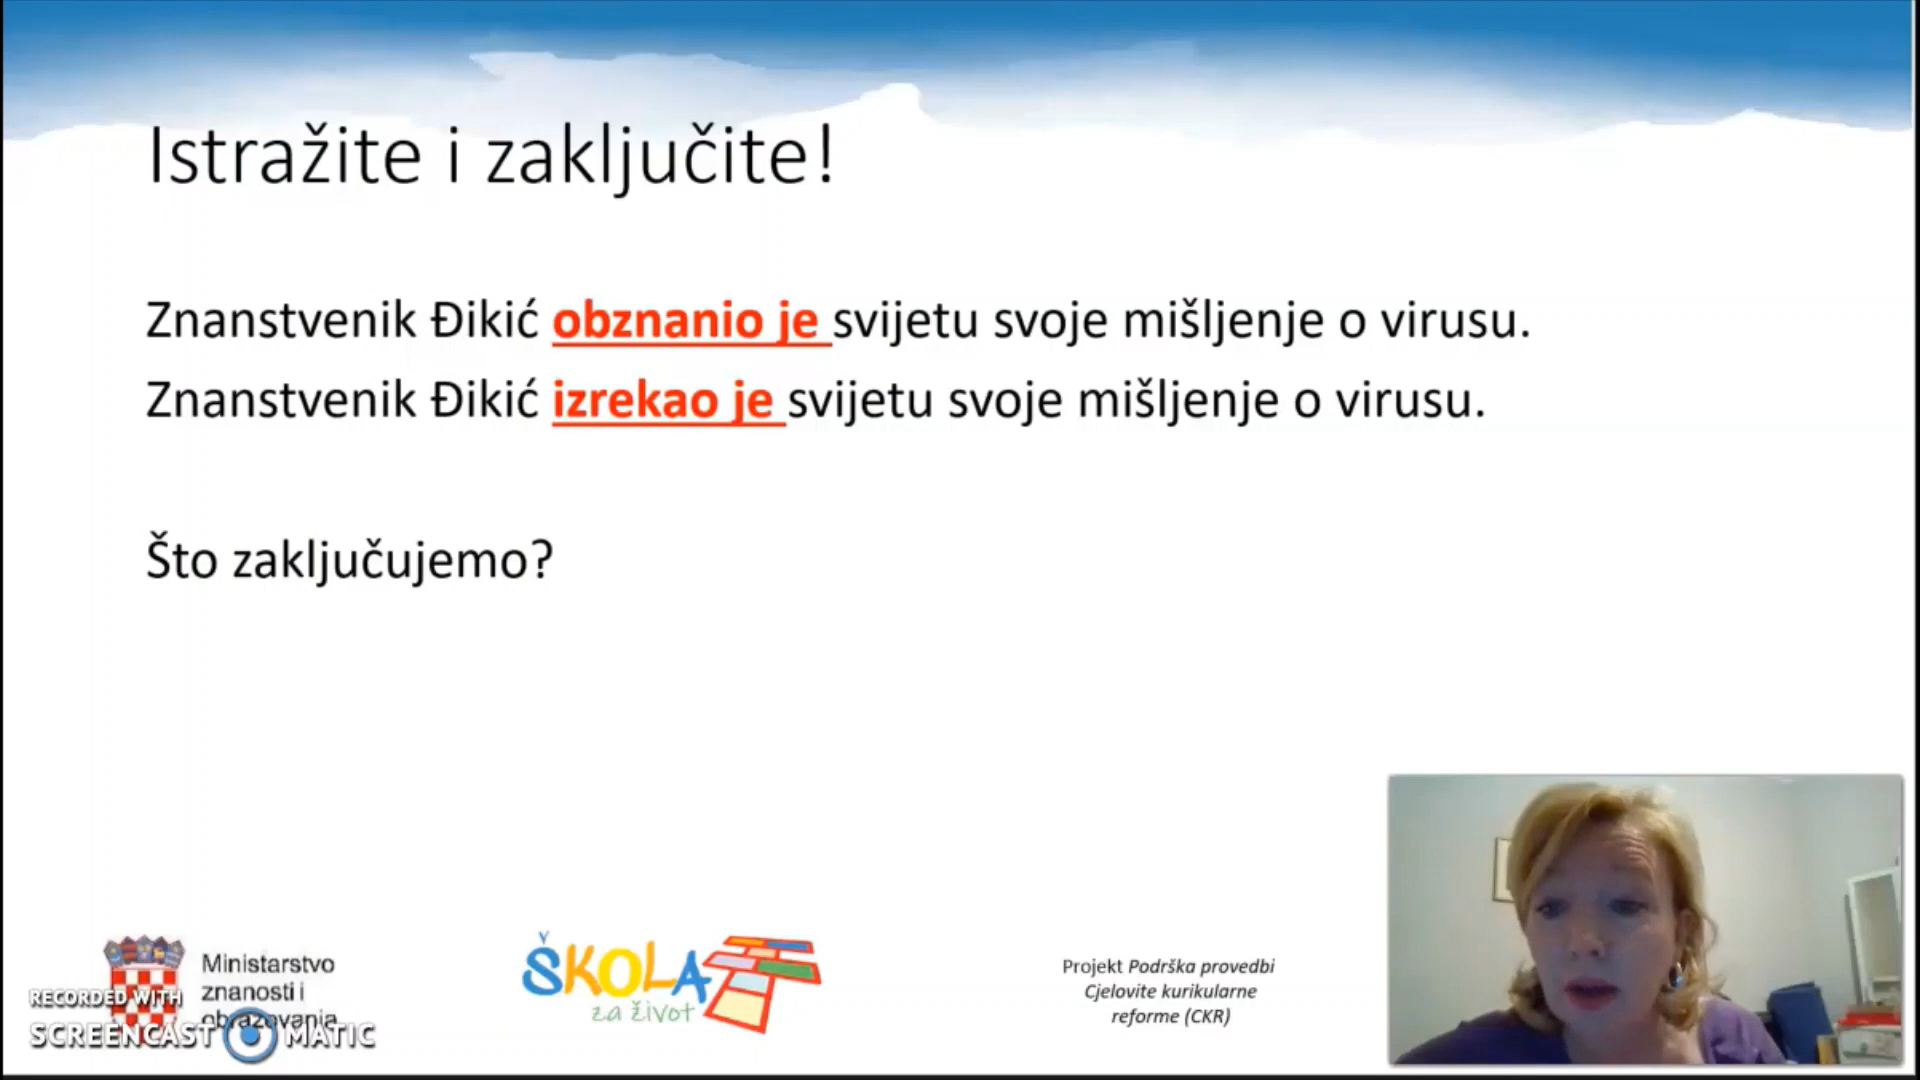 Istražite i zaključite!
Znanstvenik Đikić obznanio je svijetu svoje mišljenje o virusu.
Znanstvenik Đikić izrekao je svijetu svoje mišljenje o virusu.
Što zaključujemo?
Ministarstvo
znanosti i
obrazovanja
RECORDED WITH
SCREENCAST MATIC
ŠKOLA
za život
Projekt Podrška provedbi
Cjelovite kurikularne
reforme (CKR)